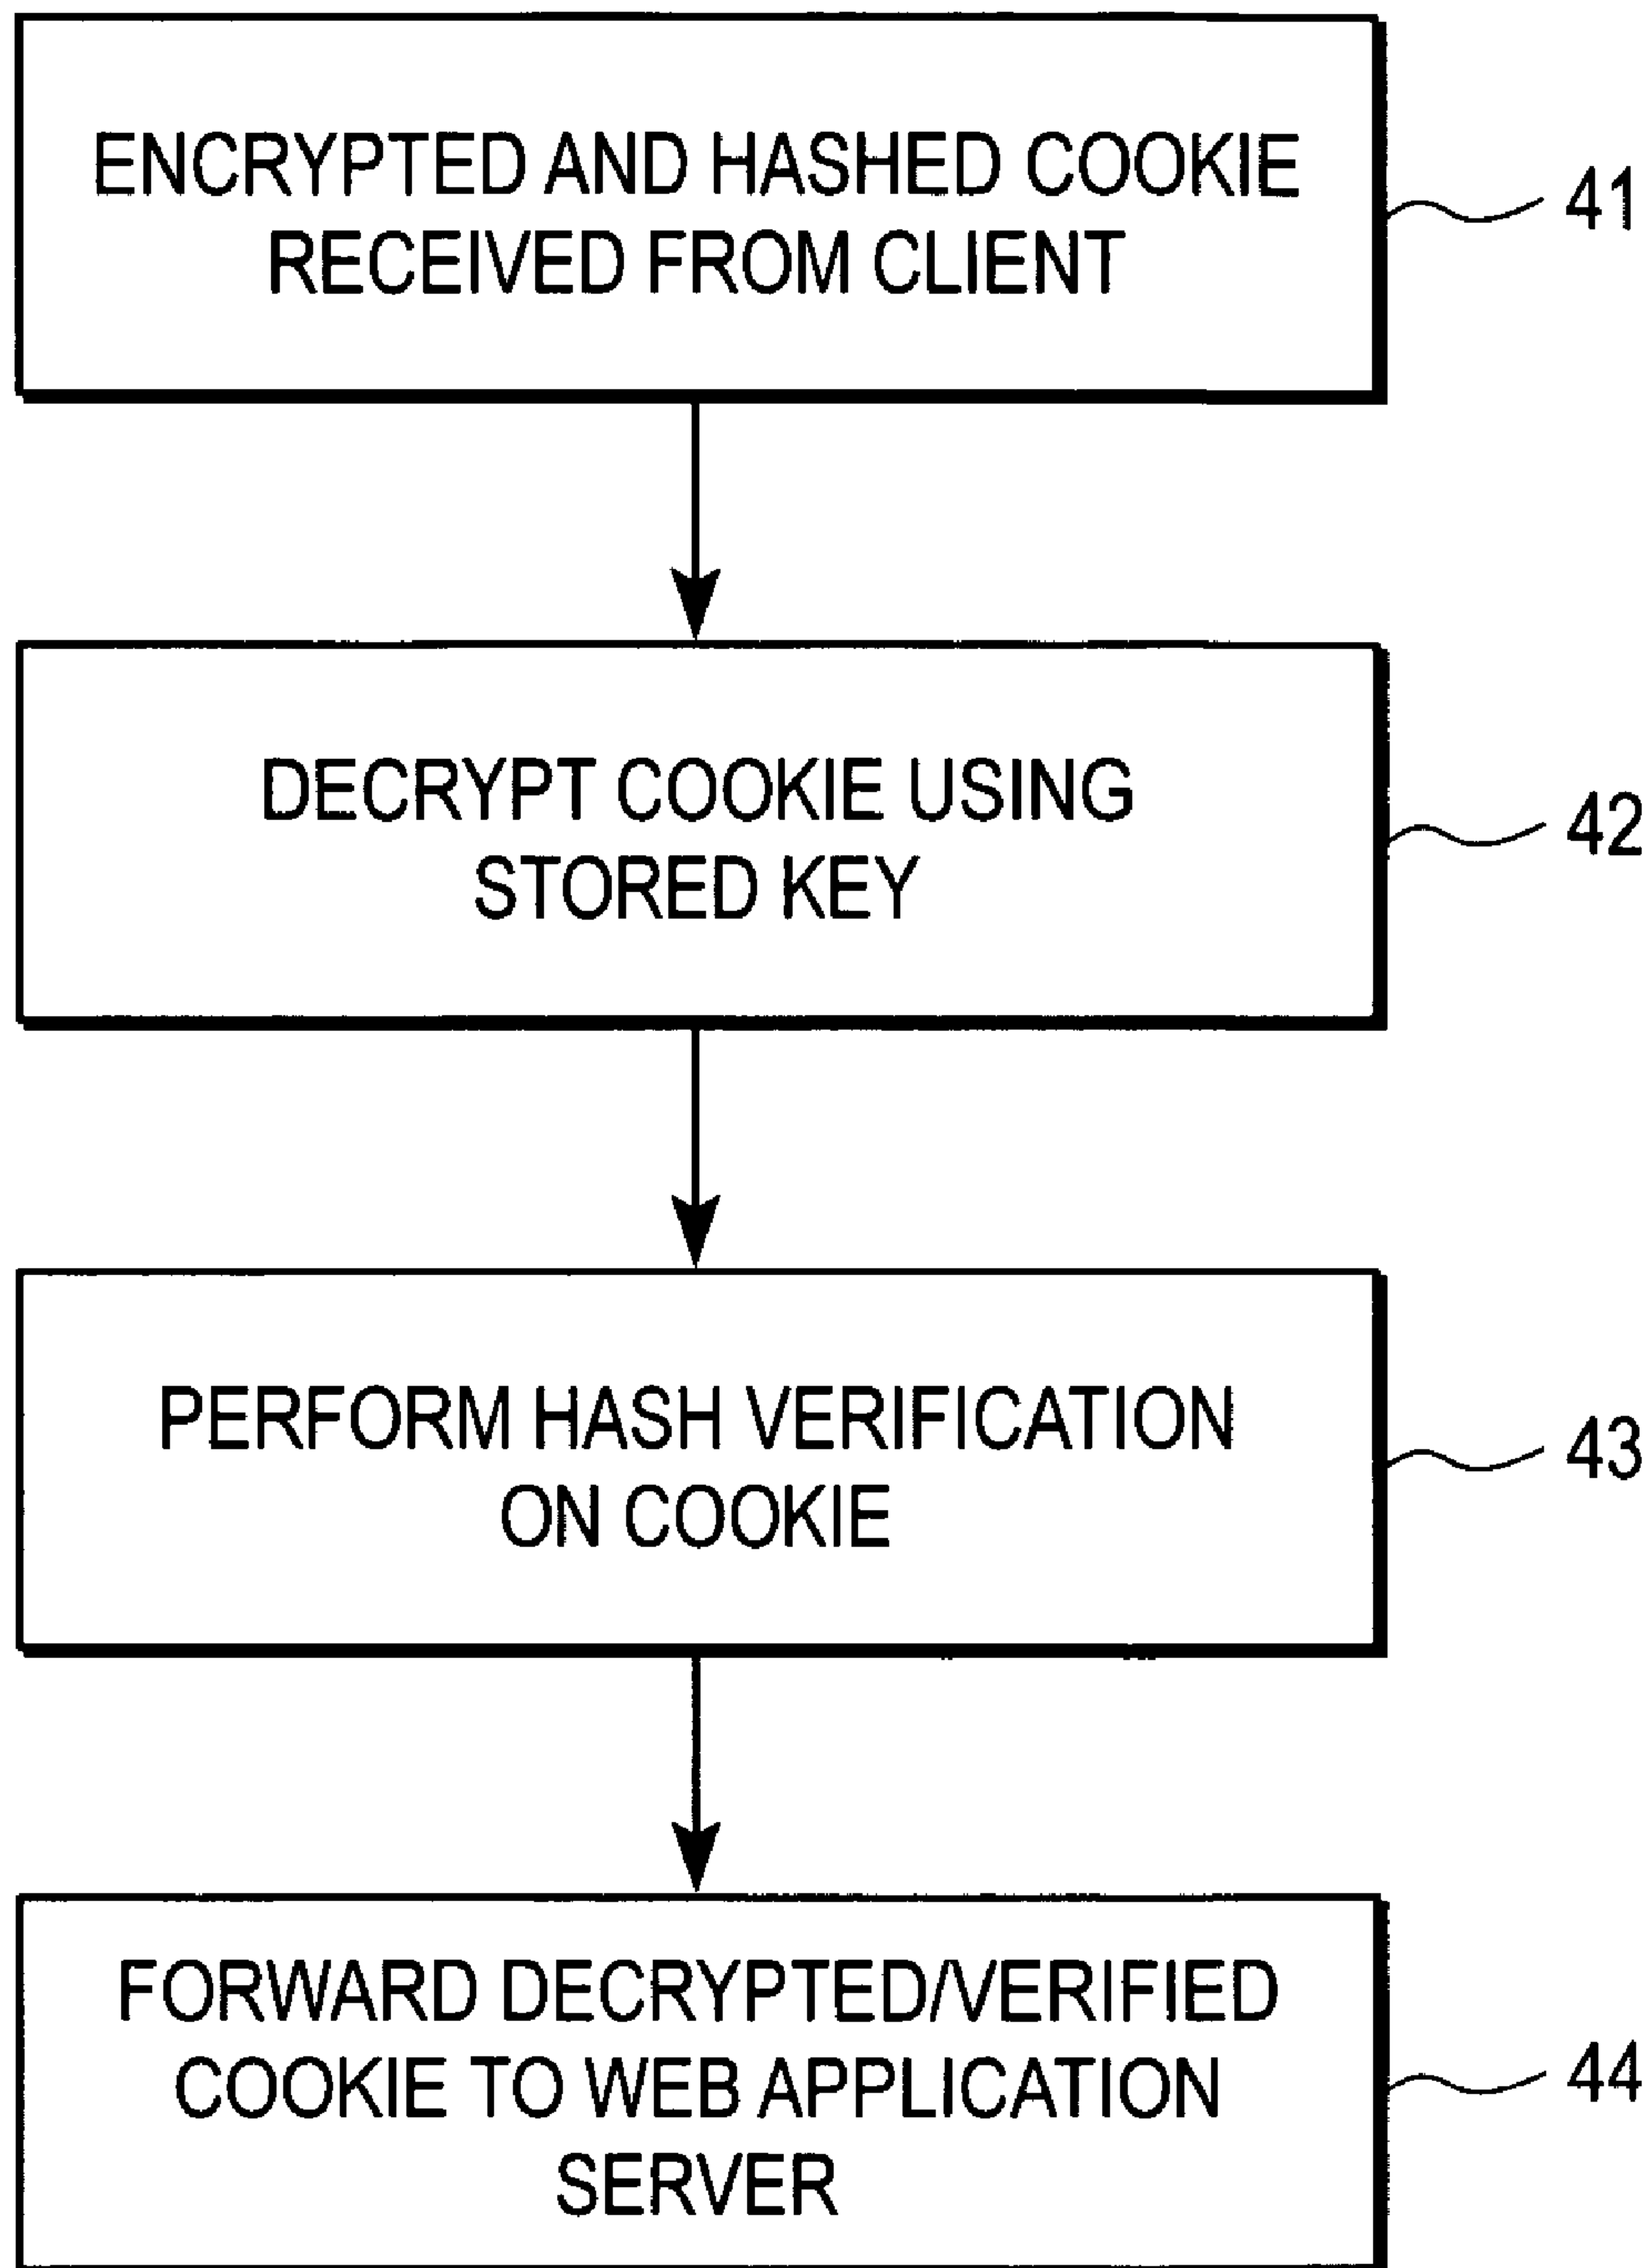 ENCRYPTED AND HASHED COOKIE
RECEIVED FROM CLIENT
41
DECRYPT COOKIE USING
STORED KEY
42
PERFORM HASH VERIFICATION
ON COOKIE
43
FORWARD DECRYPTED/VERIFIED
COOKIE TO WEB APPLICATION
SERVER
44